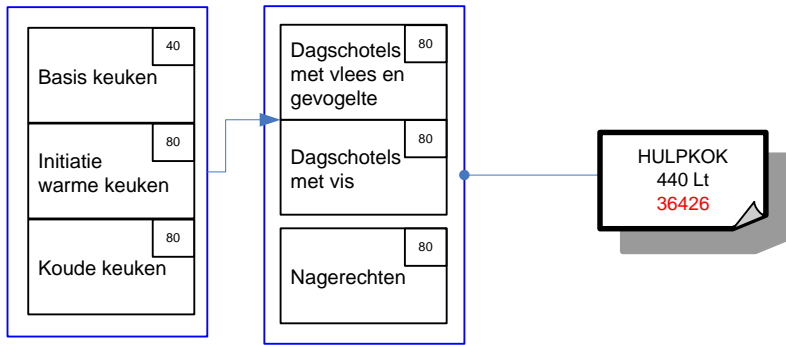 40
Basis keuken
80
Initiatie
warme keuken
80
Koude keuken
80
Dagschotels
met vlees en
gevogelte
80
Dagschotels
met vis
80
Nagerechten
HULPKOK
440 Lt
36426